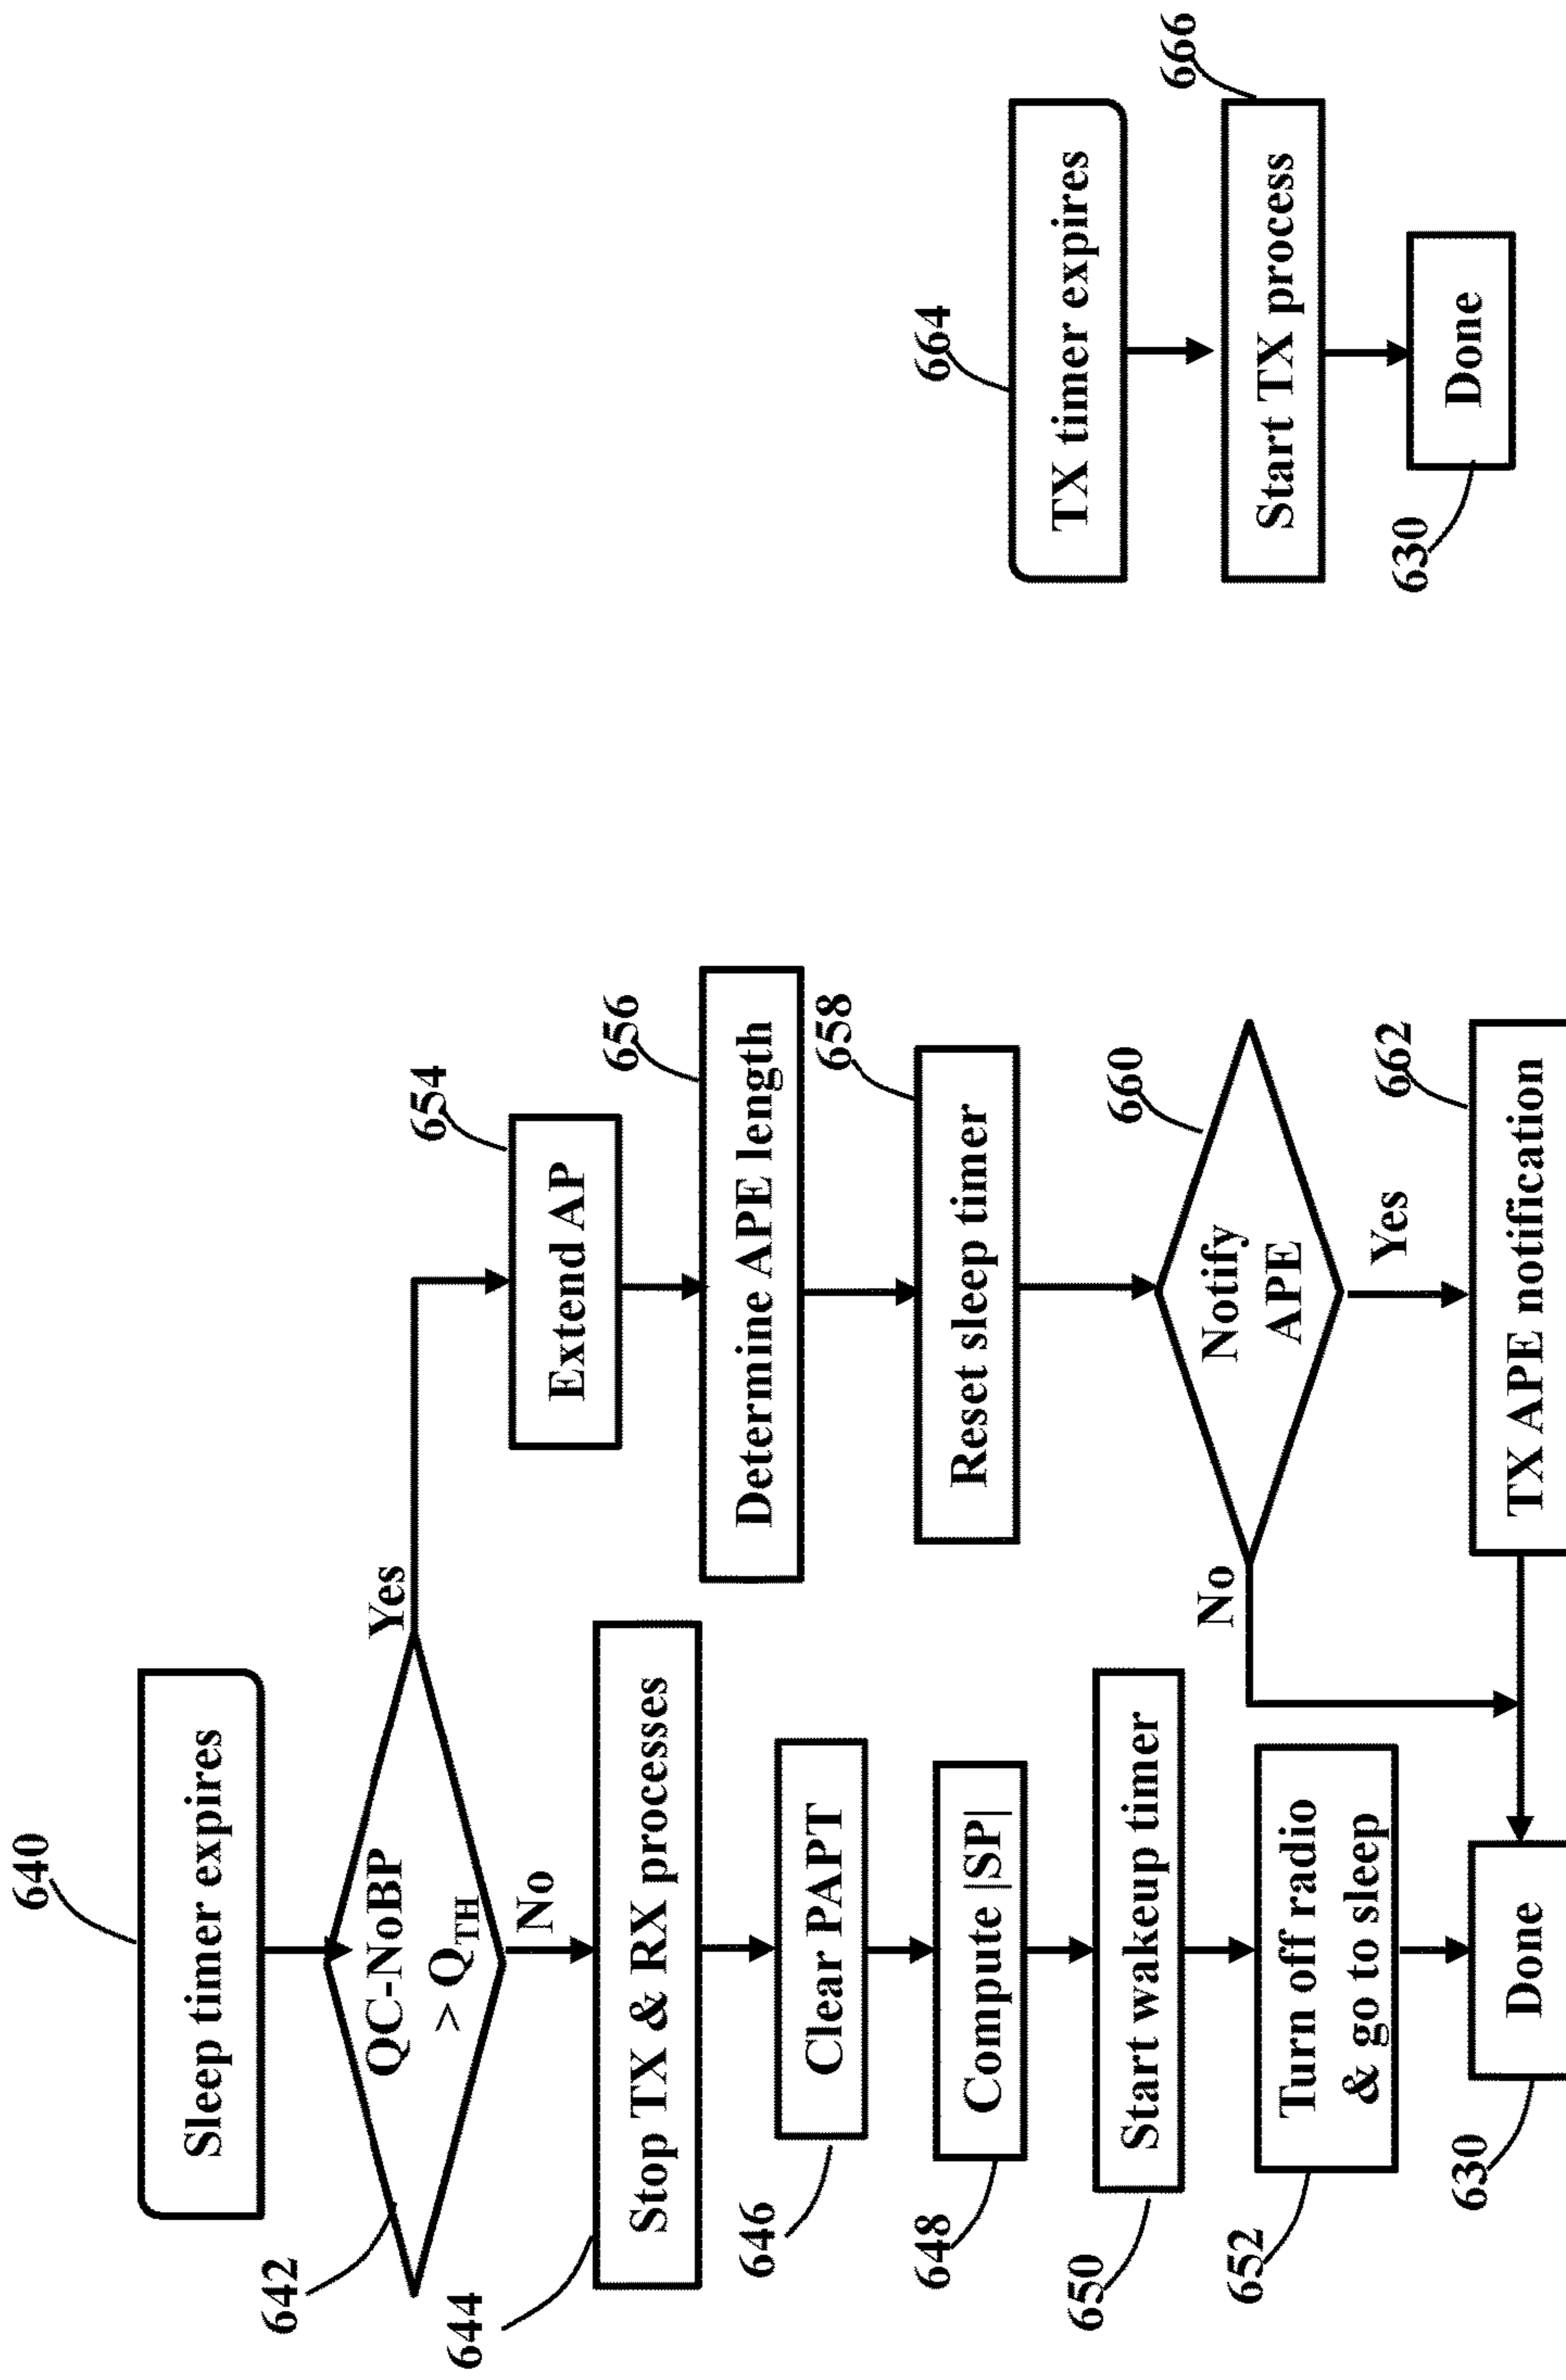 640
Sleep timer expires
642
QC-NoBP
> QTH
Yes
No
644
Stop TX & RX processes
646
Clear PAPT
648
Compute |SP|
650
Start wakeup timer
652
Turn off radio
& go to sleep
630
Done
654
Extend AP
656
Determine APE length
658
Reset sleep timer
660
Notify
APE
No
Yes
662
TX APE notification
664
TX timer expires
666
Start TX process
630
Done